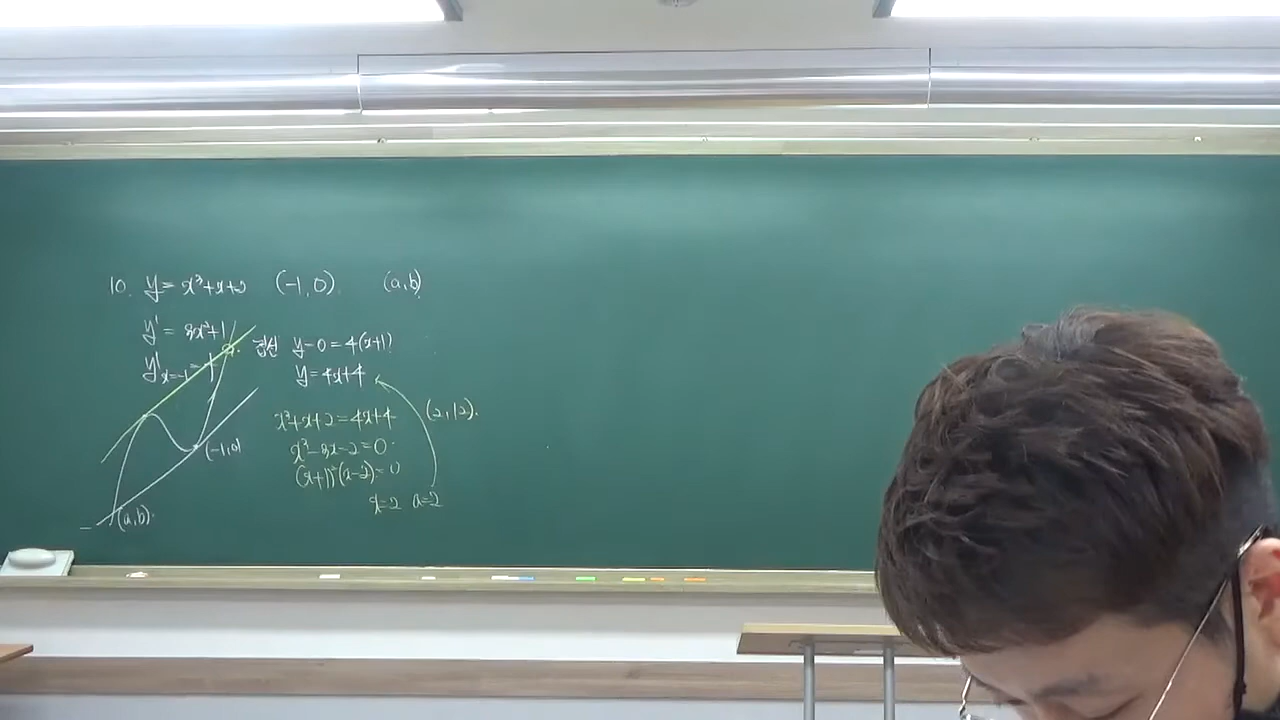 10. y = x³+x+2 (-1,0). (a,b)
y' = 3x²+1
y'x=-1 = 4
접선 y-0 = 4(x+1)
y = 4x+4
x³+x+2 = 4x+4
x³-3x-2 = 0
(x+1)²(x-2) = 0
x=2 a=2
(2,12).
(-1,0)
(a,b).